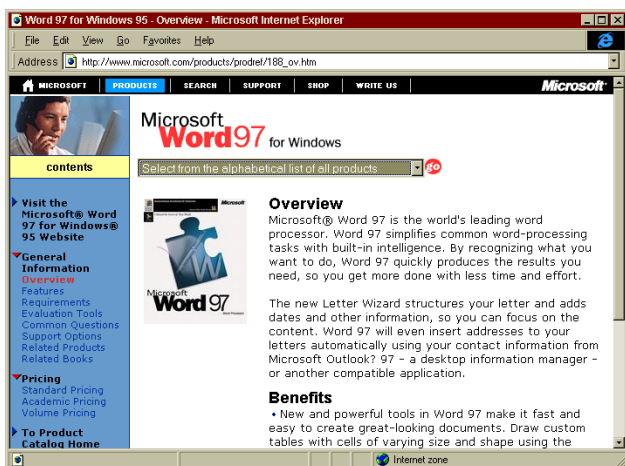 Word 97 for Windows 95 - Overview - Microsoft Internet Explorer
File Edit View Go Favorites Help
Address http://www.microsoft.com/products/prodref/188_ov.htm
MICROSOFT PRODUCTS SEARCH SUPPORT SHOP WRITE US Microsoft
contents
Visit the
Microsoft® Word
97 for Windows®
95 Website
General
Information
Overview
Features
Requirements
Evaluation Tools
Common Questions
Support Options
Related Products
Related Books
Pricing
Standard Pricing
Academic Pricing
Volume Pricing
To Product
Catalog Home
Microsoft
Word 97 for Windows
Select from the alphabetical list of all products go
Microsoft
Microsoft
Word 97
Overview
Microsoft® Word 97 is the world's leading word
processor. Word 97 simplifies common word-processing
tasks with built-in intelligence. By recognizing what you
want to do, Word 97 quickly produces the results you
need, so you get more done with less time and effort.
The new Letter Wizard structures your letter and adds
dates and other information, so you can focus on the
content. Word 97 will even insert addresses to your
letters automatically using your contact information from
Microsoft Outlook? 97 - a desktop information manager -
or another compatible application.
Benefits
• New and powerful tools in Word 97 make it fast and
easy to create great-looking documents. Draw custom
tables with cells of varying size and shape using the
Internet zone